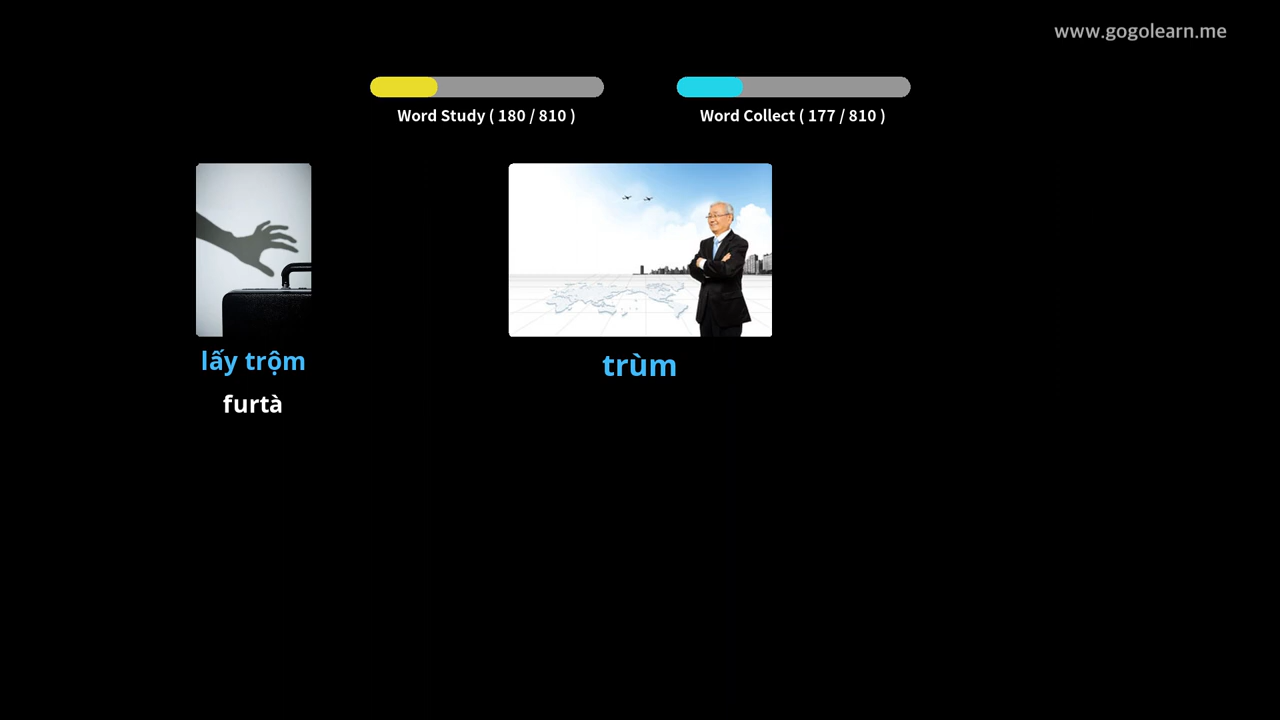 www.gogolearn.me
Word Study ( 180 / 810 )
Word Collect ( 177 / 810 )
lấy trộm
furtà
trùm